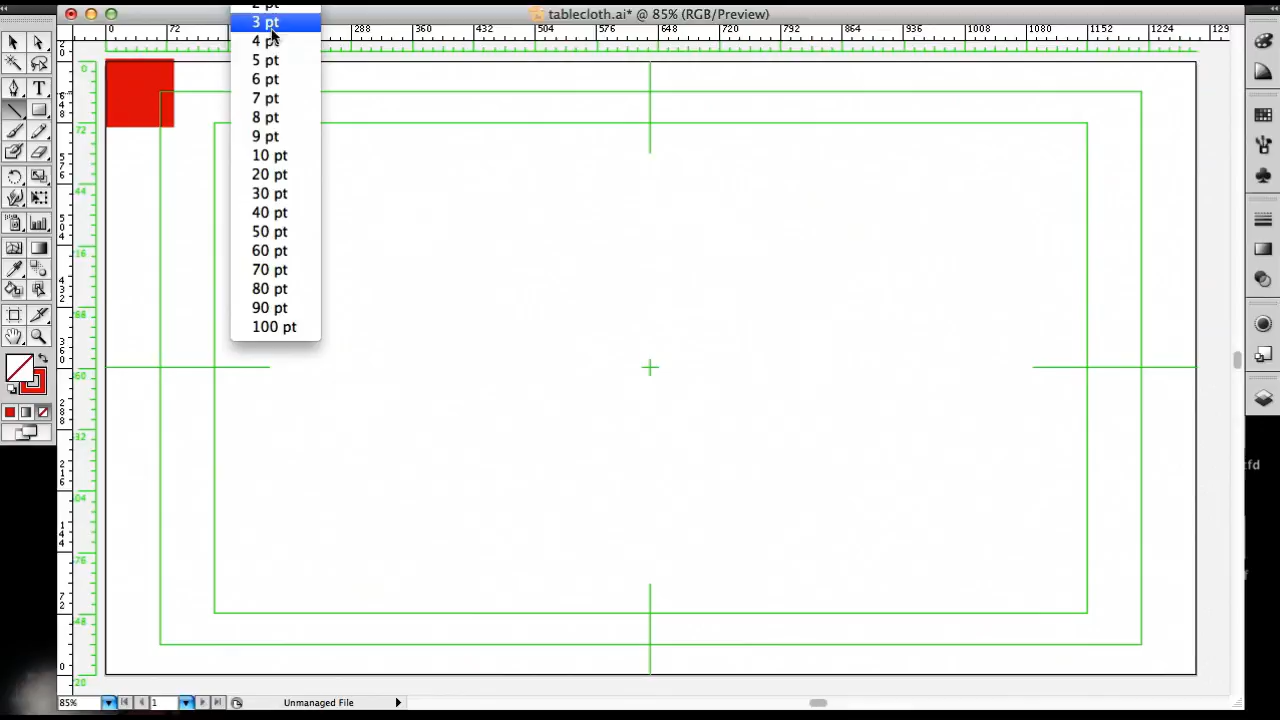 2 pt
tablecloth.ai* @ 85% (RGB/Preview)
3 pt
0 72 288 360 432 504 576 648 720 792 864 936 1008 1080 1152 1224 129
4 pt
5 pt
6 pt
7 pt
8 pt
9 pt
10 pt
20 pt
30 pt
40 pt
50 pt
60 pt
70 pt
80 pt
90 pt
100 pt
T
85%
1
Unmanaged File